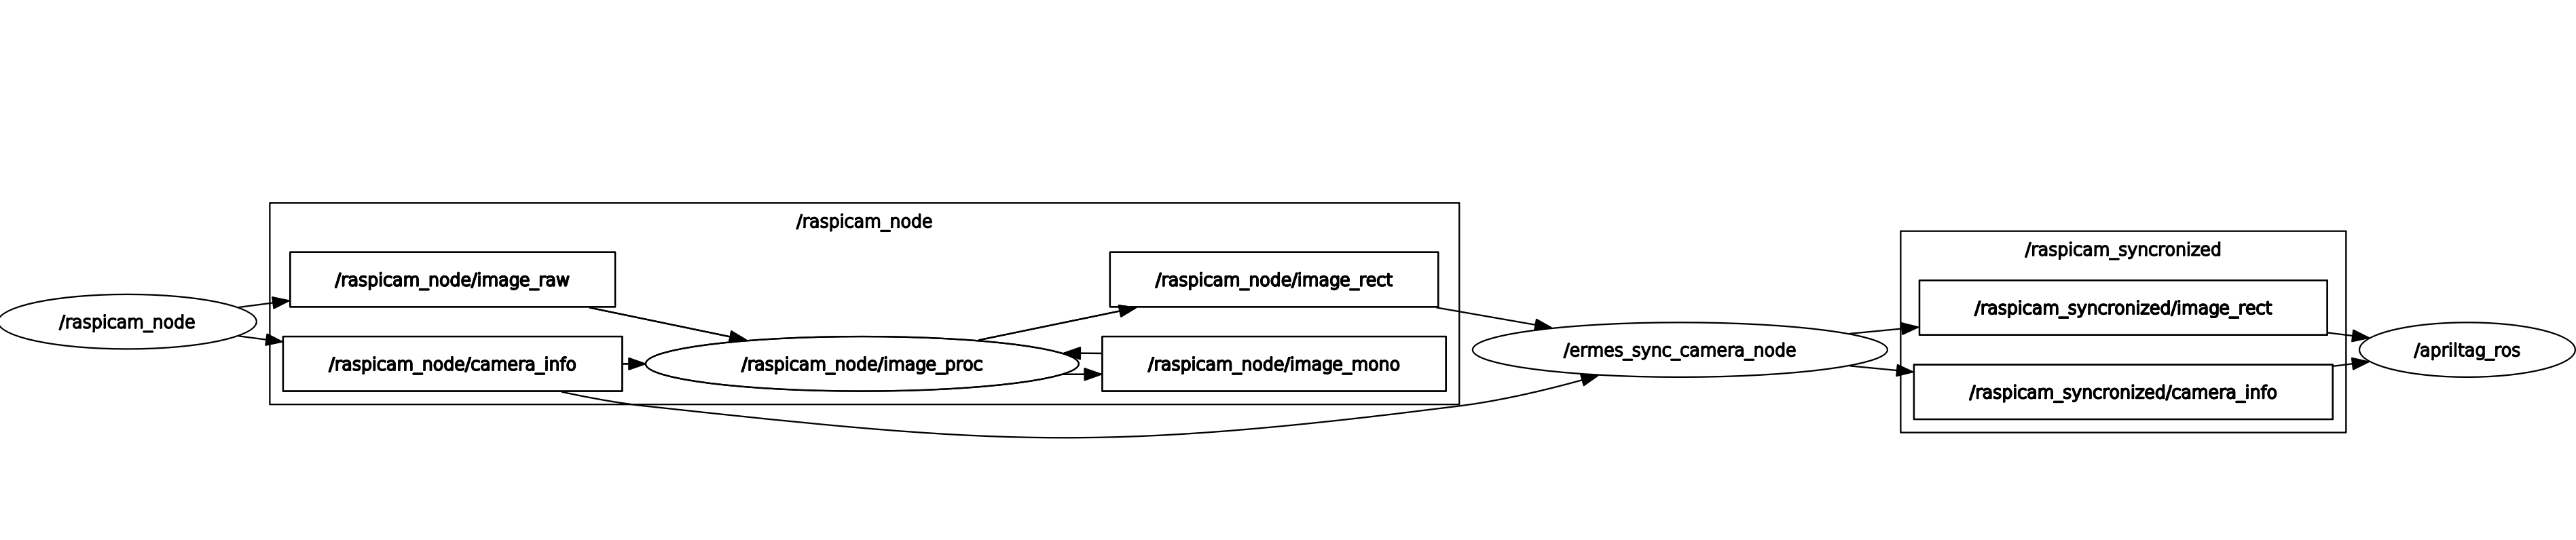 /raspicam_node
/raspicam_node
/raspicam_node/image_raw
/raspicam_node/camera_info
/raspicam_node/image_proc
/raspicam_node/image_rect
/raspicam_node/image_mono
/ermes_sync_camera_node
/raspicam_syncronized
/raspicam_syncronized/image_rect
/raspicam_syncronized/camera_info
/apriltag_ros